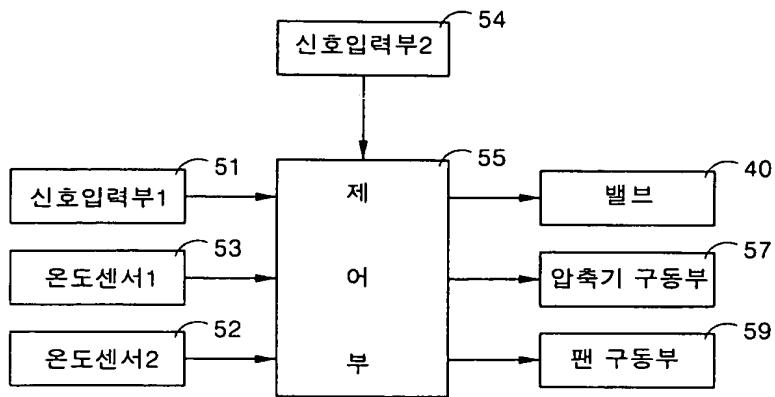 54
신호입력부2
51
신호입력부1
53
온도센서1
52
온도센서2
55
제
어
부
40
밸브
57
압축기 구동부
59
팬 구동부